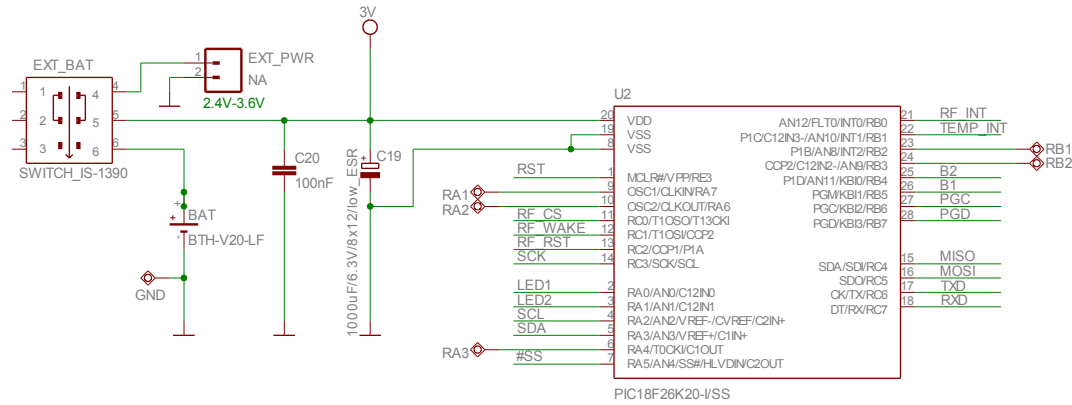 3V
EXT_BAT
1 1 4 4
2 2 5 5
3 3 6 6
SWITCH_IS-1390
1 EXT_PWR
2 NA
2.4V-3.6V
C20
100nF
+ C19
1000uF/6.3V/8x12/low_ESR
+
+ BAT
- BTH-V20-LF
GND
U2
20 VDD
19 VSS
8 VSS
RST 1 MCLR#/VPP/RE3
RA1 9 OSC1/CLKIN/RA7
RA2 10 OSC2/CLKOUT/RA6
RF_CS 11 RC0/T1OSO/T13CKI
RF_WAKE 12 RC1/T1OSI/CCP2
RF_RST 13 RC2/CCP1/P1A
SCK 14 RC3/SCK/SCL
LED1 2 RA0/AN0/C12IN0
LED2 3 RA1/AN1/C12IN1
SCL 4 RA2/AN2/VREF-/CVREF/C2IN+
SDA 5 RA3/AN3/VREF+/C1IN+
RA3 6 RA4/T0CKI/C1OUT
#SS 7 RA5/AN4/SS#/HLVDIN/C2OUT
AN12/FLT0/INT0/RB0 21 RF_INT
P1C/C12IN3-/AN10/INT1/RB1 22 TEMP_INT
P1B/AN8/INT2/RB2 23 RB1
CCP2/C12IN2-/AN9/RB3 24 RB2
P1D/AN11/KBI0/RB4 25 B2
PGM/KBI1/RB5 26 B1
PGC/KBI2/RB6 27 PGC
PGD/KBI3/RB7 28 PGD
SDA/SDI/RC4 15 MISO
SDO/RC5 16 MOSI
CK/TX/RC6 17 TXD
DT/RX/RC7 18 RXD
PIC18F26K20-I/SS